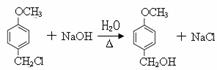 OCH₃ OCH₃
+ NaOH H₂O Δ + NaCl
CH₂Cl CH₂OH